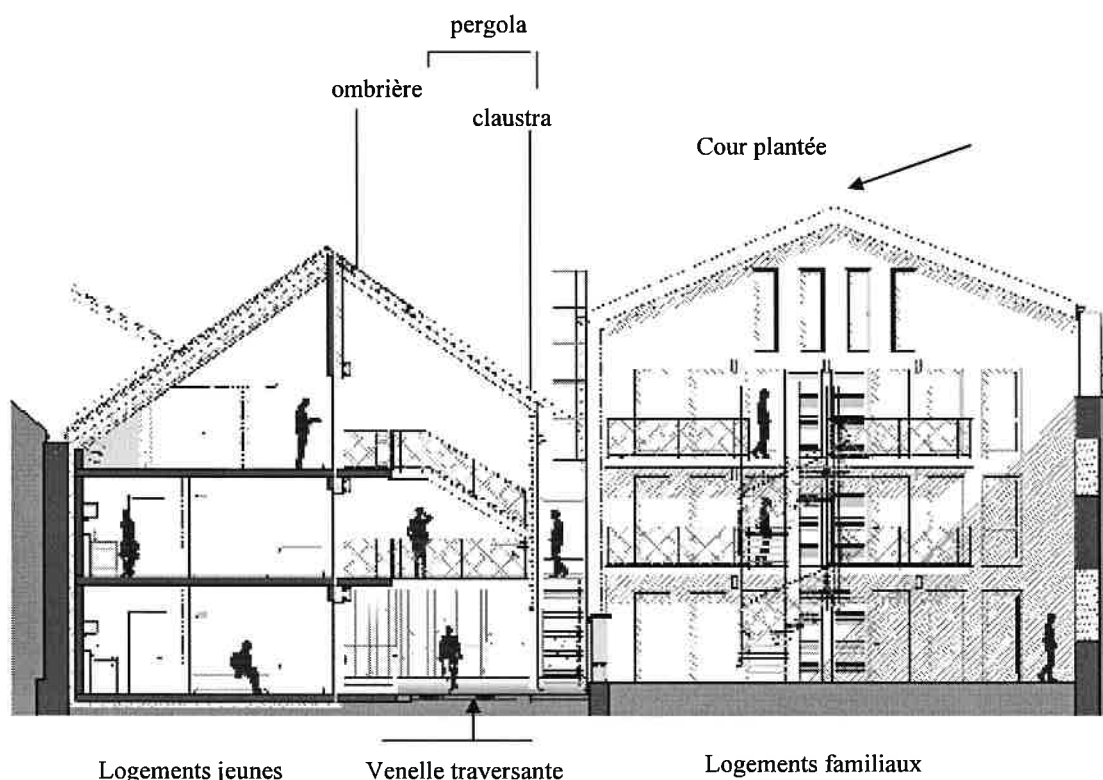 pergola
ombrière
claustra
Cour plantée
Logements jeunes
Venelle traversante
Logements familiaux